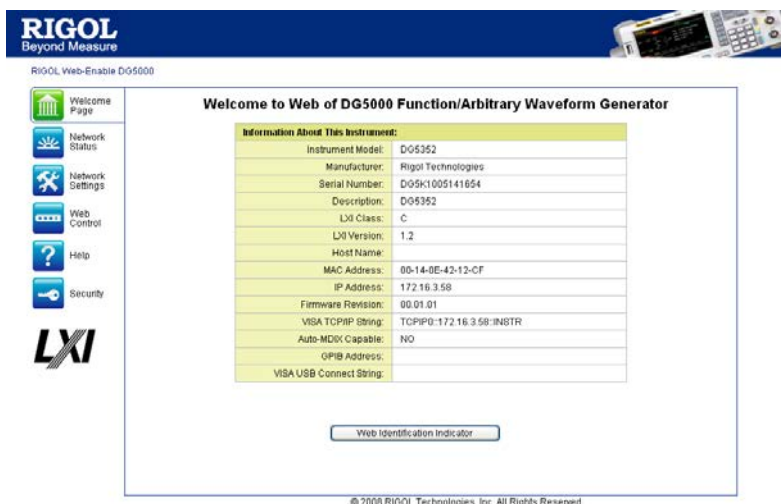 RIGOL
Beyond Measure
RIGOL Web-Enable DG5000
Welcome Page
Network Status
Network Settings
Web Control
Help
Security
LXI
Welcome to Web of DG5000 Function/Arbitrary Waveform Generator
Information About This Instrument:
Instrument Model: DG5352
Manufacturer: Rigol Technologies
Serial Number: DG5K1005141654
Description: DG5352
LXI Class: C
LXI Version: 1.2
Host Name:
MAC Address: 00-14-0E-42-12-CF
IP Address: 172.16.3.58
Firmware Revision: 00.01.01
VISA TCP/IP String: TCPIP0::172.16.3.58::INSTR
Auto-MDIX Capable: NO
GPIB Address:
VISA USB Connect String:
Web Identification Indicator
© 2008 RIGOL Technologies, Inc. All Rights Reserved.